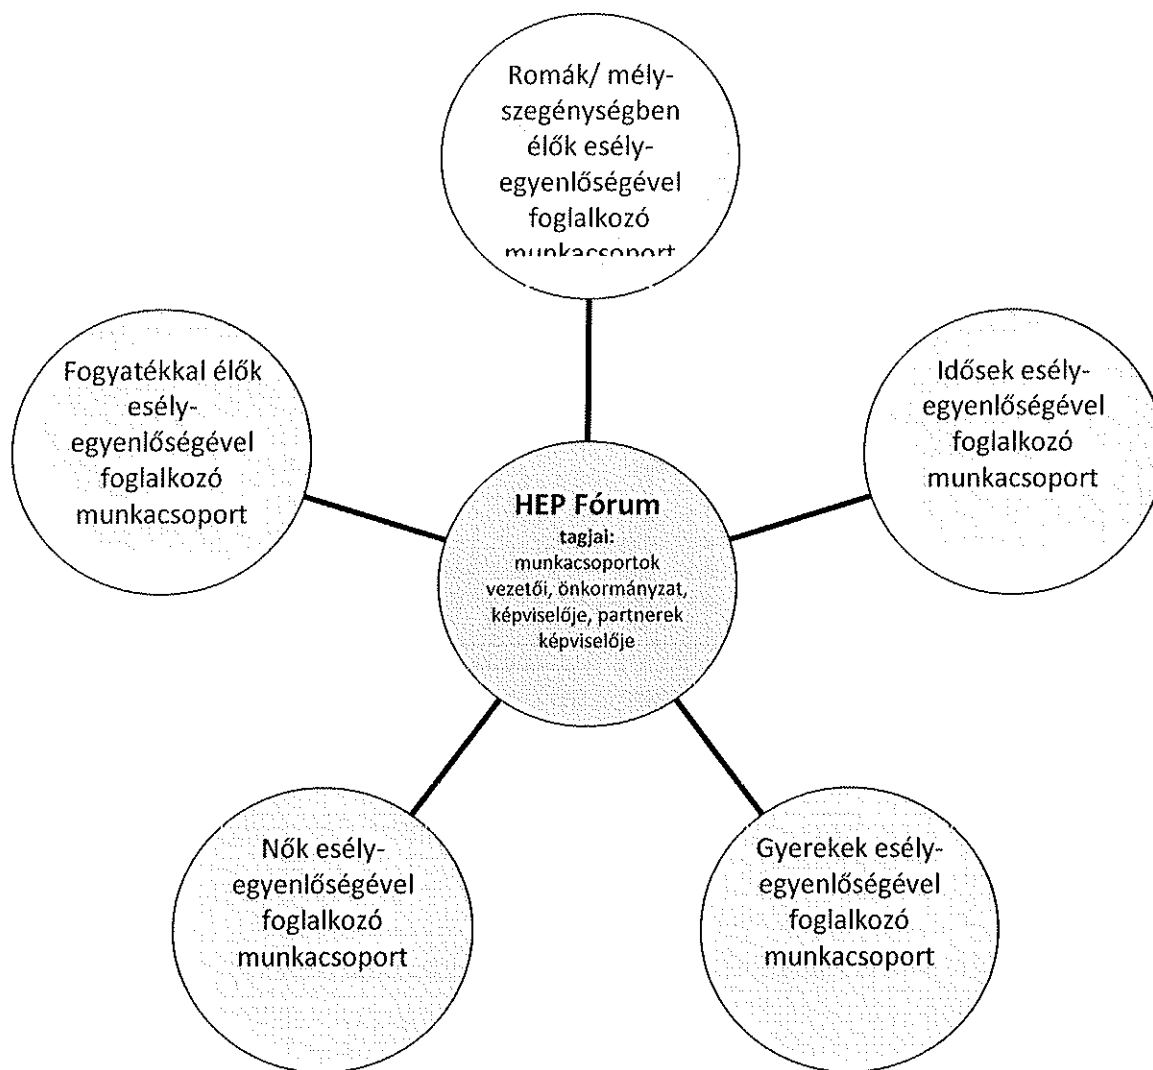 Romák/ mély-
szegénységben
élők esély-
egyenlőségével
foglalkozó
munkacsoport
Fogyatékkal élők
esély-
egyenlőségével
foglalkozó
munkacsoport
Idősek esély-
egyenlőségével
foglalkozó
munkacsoport
HEP Fórum
tagjai:
munkacsoportok
vezetői, önkormányzat,
képviselője, partnerek
képviselője
Nők esély-
egyenlőségével
foglalkozó
munkacsoport
Gyerekek esély-
egyenlőségével
foglalkozó
munkacsoport